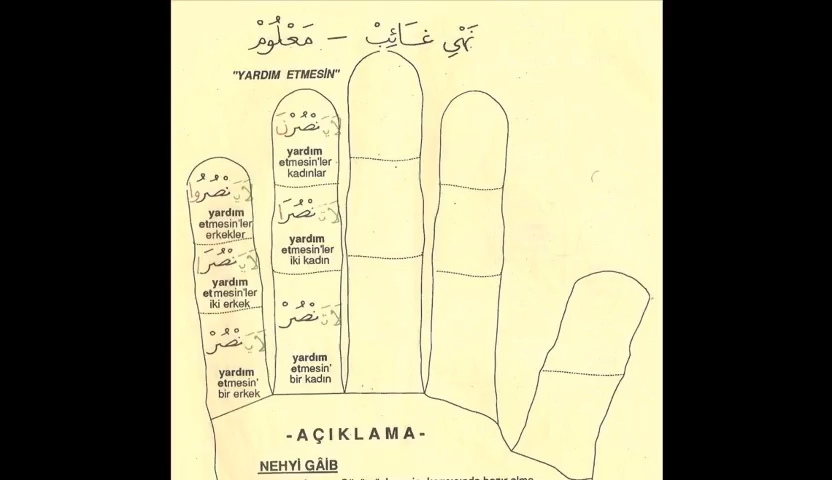 نَهْيِ غَائِبْ – مَعْلُومْ
"YARDIM ETMESİN"
لَا يَنْصُرُوا
yardım
etmesin'ler
erkekler
لَا يَنْصُرَا
yardım
etmesin'ler
iki erkek
لَا يَنْصُرْ
yardım
etmesin'
bir erkek
لَا يَنْصُرْنَ
yardım
etmesin'ler
kadınlar
لَا تَنْصُرَا
yardım
etmesin'ler
iki kadın
لَا تَنْصُرْ
yardım
etmesin'
bir kadın
-AÇIKLAMA-
NEHYİ GÂİB